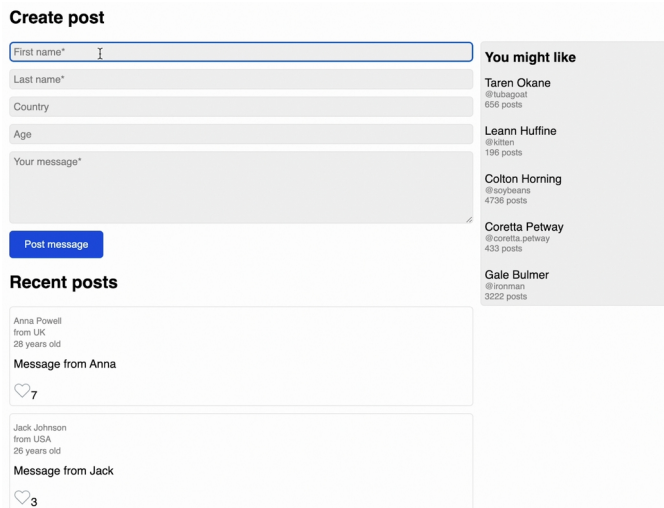 Create post
First name*
Last name*
Country
Age
Your message*
Post message
Recent posts
Anna Powell
from UK
28 years old
Message from Anna
7
Jack Johnson
from USA
26 years old
Message from Jack
3
You might like
Taren Okane
@tubagoat
656 posts
Leann Huffine
@kitten
196 posts
Colton Horning
@soybeans
4736 posts
Coretta Petway
@coretta.petway
433 posts
Gale Bulmer
@ironman
3222 posts